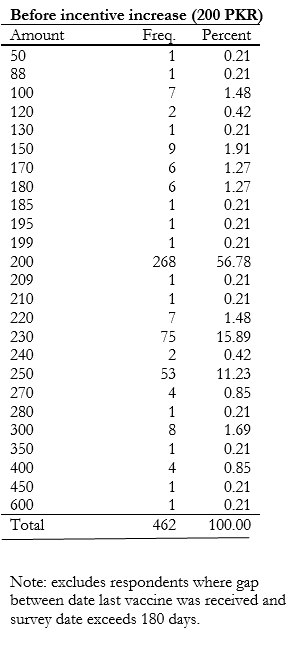 Before incentive increase (200 PKR)
Amount Freq. Percent
50 1 0.21
88 1 0.21
100 7 1.48
120 2 0.42
130 1 0.21
150 9 1.91
170 6 1.27
180 6 1.27
185 1 0.21
195 1 0.21
199 1 0.21
200 268 56.78
209 1 0.21
210 1 0.21
220 7 1.48
230 75 15.89
240 2 0.42
250 53 11.23
270 4 0.85
280 1 0.21
300 8 1.69
350 1 0.21
400 4 0.85
450 1 0.21
600 1 0.21
Total 462 100.00
Note: excludes respondents where gap
between date last vaccine was received and
survey date exceeds 180 days.